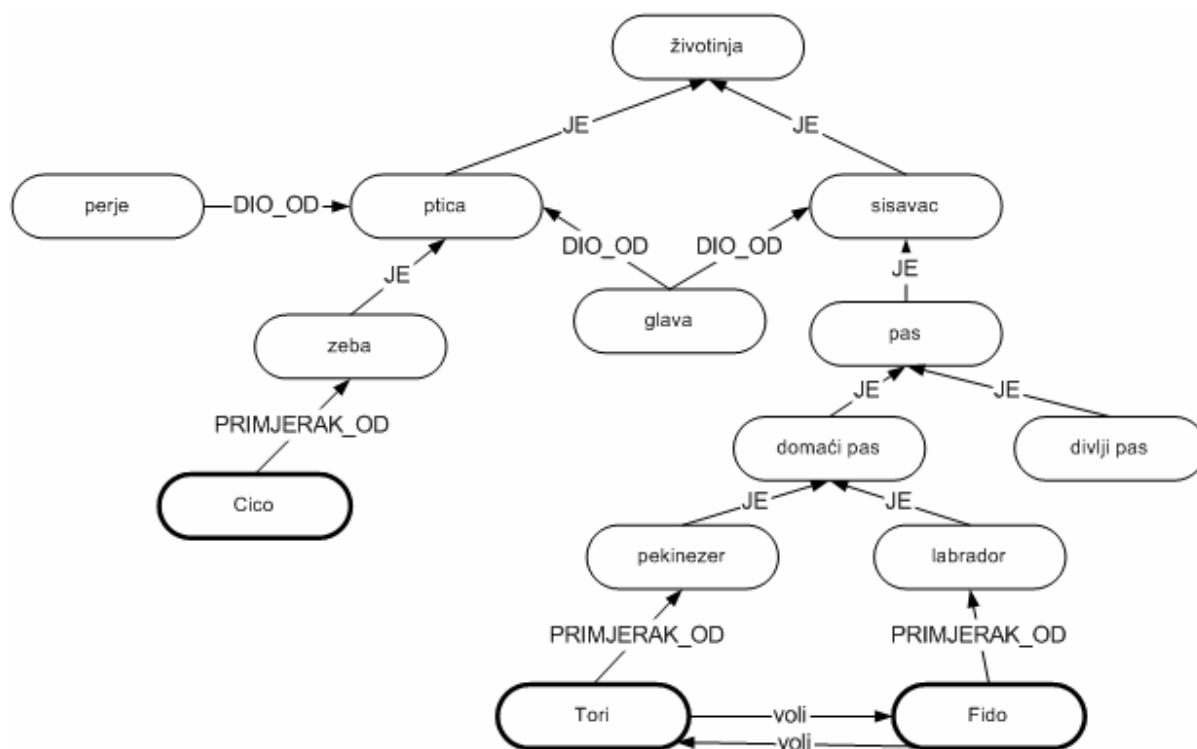 životinja
JE
JE
perje
DIO_OD
ptica
sisavac
DIO_OD
DIO_OD
JE
JE
glava
pas
zeba
JE
JE
PRIMJERAK_OD
domaći pas
divlji pas
Cico
JE
JE
pekinezer
labrador
PRIMJERAK_OD
PRIMJERAK_OD
Tori
voli
Fido
voli